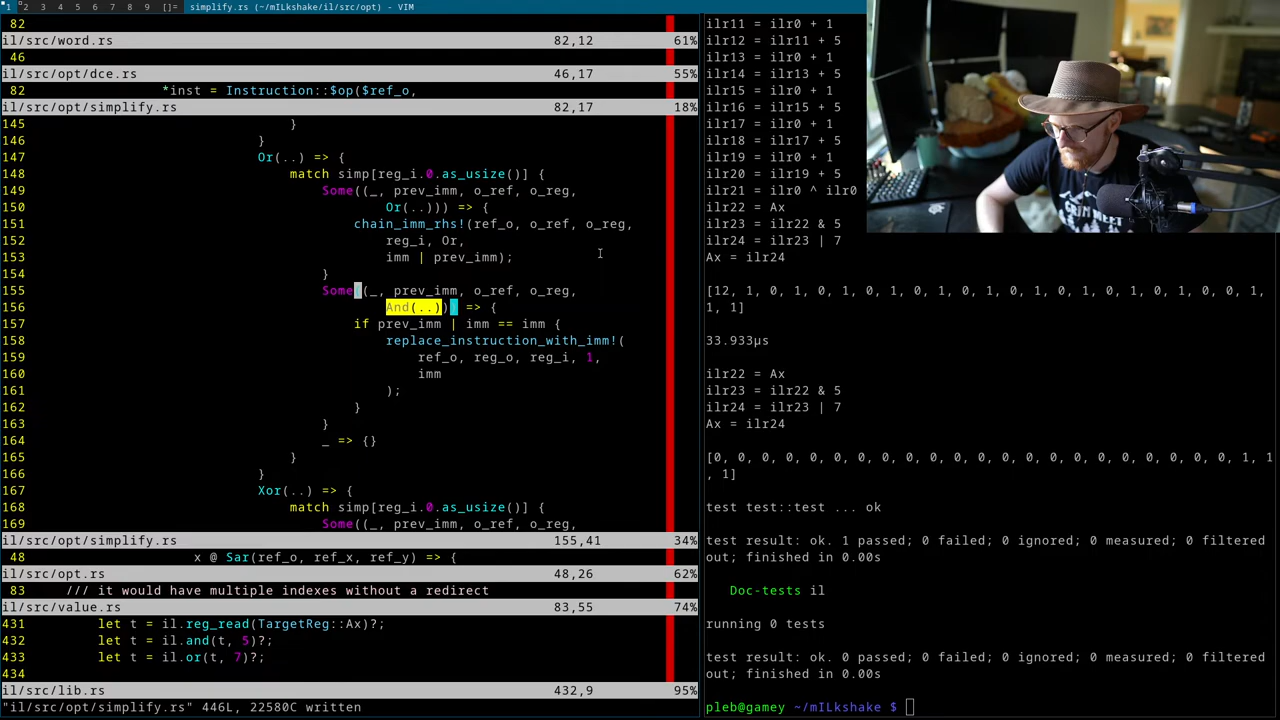 1 2 3 4 5 6 7 8 9 []= simplify.rs (~/mILkshake/il/src/opt) - VIM
82
il/src/word.rs 82,12 61%
46
il/src/opt/dce.rs 46,17 55%
82 *inst = Instruction::$op($ref_o,
il/src/opt/simplify.rs 82,17 18%
145 }
146 }
147 Or(..) => {
148 match simp[reg_i.0.as_usize()] {
149 Some((_, prev_imm, o_ref, o_reg,
150 Or(..))) => {
151 chain_imm_rhs!(ref_o, o_ref, o_reg,
152 reg_i, Or,
153 imm | prev_imm);
154 }
155 Some((_, prev_imm, o_ref, o_reg,
156 And(..))) => {
157 if prev_imm | imm == imm {
158 replace_instruction_with_imm!(
159 ref_o, reg_o, reg_i, 1,
160 imm
161 );
162 }
163 }
164 _ => {}
165 }
166 }
167 Xor(..) => {
168 match simp[reg_i.0.as_usize()] {
169 Some((_, prev_imm, o_ref, o_reg,
il/src/opt/simplify.rs 155,41 34%
48 x @ Sar(ref_o, ref_x, ref_y) => {
il/src/opt.rs 48,26 62%
83 /// it would have multiple indexes without a redirect
il/src/value.rs 83,55 74%
431 let t = il.reg_read(TargetReg::Ax)?;
432 let t = il.and(t, 5)?;
433 let t = il.or(t, 7)?;
434
il/src/lib.rs 432,9 95%
"il/src/opt/simplify.rs" 446L, 22580C written
ilr11 = ilr0 + 1
ilr12 = ilr11 + 5
ilr13 = ilr0 + 1
ilr14 = ilr13 + 5
ilr15 = ilr0 + 1
ilr16 = ilr15 + 5
ilr17 = ilr0 + 1
ilr18 = ilr17 + 5
ilr19 = ilr0 + 1
ilr20 = ilr19 + 5
ilr21 = ilr0 ^ ilr0
ilr22 = Ax
ilr23 = ilr22 & 5
ilr24 = ilr23 | 7
Ax = ilr24
[12, 1, 0, 1, 0, 1, 0, 1, 0, 1, 0, 1, 0, 1, 0, 1, 0, 1, 0, 1, 0, 0, 1,
1, 1]
33.933µs
ilr22 = Ax
ilr23 = ilr22 & 5
ilr24 = ilr23 | 7
Ax = ilr24
[0, 0, 0, 0, 0, 0, 0, 0, 0, 0, 0, 0, 0, 0, 0, 0, 0, 0, 0, 0, 0, 0, 1, 1
, 1]
test test::test ... ok
test result: ok. 1 passed; 0 failed; 0 ignored; 0 measured; 0 filtered
out; finished in 0.00s
Doc-tests il
running 0 tests
test result: ok. 0 passed; 0 failed; 0 ignored; 0 measured; 0 filtered
out; finished in 0.00s
pleb@gamey ~/mILkshake $